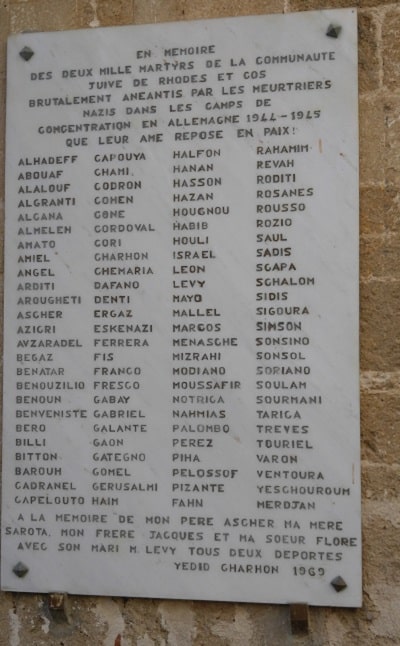 EN MEMOIRE
DES DEUX MILLE MARTYRS DE LA COMMUNAUTE
JUIVE DE RHODES ET COS
BRUTALEMENT ANEANTIS PAR LES MEURTRIERS
NAZIS DANS LES CAMPS DE
CONCENTRATION EN ALLEMAGNE 1944-1945
QUE LEUR AME REPOSE EN PAIX!
ALHADEFF
ABOUAF
ALALOUF
ALGRANTI
ALCANA
ALMELEN
AMATO
AMIEL
ANGEL
ARDITI
AROUGHETI
ASCHER
AZICRI
AVZARADEL
BEGAZ
BENATAR
BENOUZILIO
BENOUN
BENVENISTE
BERO
BILLI
BITTON
BAROUH
CADRANEL
CAPELOUTO
CAPOUYA
CHAMI
CODRON
COHEN
CONE
CORDOVAL
CORI
CHARHON
CHEMARIA
DAFANO
DENTI
ERGAZ
ESKENAZI
FERRERA
FIS
FRANCO
FRESCO
GABAY
GABRIEL
GALANTE
GAON
GATEGNO
GOMEL
GERUSALMI
HAIM
HALFON
HANAN
HASSON
HAZAN
HOUGNOU
HABIB
HOULI
ISRAEL
LEON
LEVY
MAYO
MALLEL
MARCOS
MENASCHE
MIZRAHI
MODIANO
MOUSSAFIR
NOTRICA
NAHMIAS
PALOMBO
PEREZ
PIHA
PELOSSOF
PIZANTE
FAHN
RAHAMIM
REVAH
RODITI
ROSANES
ROUSSO
ROZIO
SAUL
SADIS
SCAPA
SCHALOM
SIDIS
SIGOURA
SIMSON
SONSINO
SONSOL
SORIANO
SOULAM
SOURMANI
TARICA
TREVES
TOURIEL
VARON
VENTOURA
YESCHOUROUM
MERDJAN
A LA MEMOIRE DE MON PERE ASCHER MA MERE
SAROTA, MON FRERE JACQUES ET MA SOEUR FLORE
AVEC SON MARI M. LEVY TOUS DEUX DEPORTES
YEDID CHARHON 1969